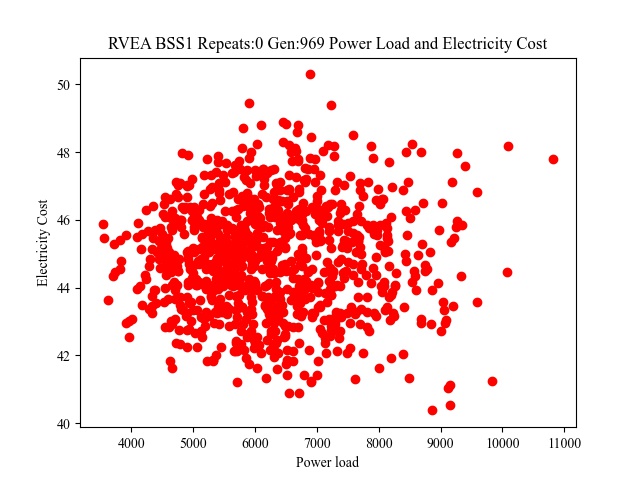 RVEA BSS1 Repeats:0 Gen:969 Power Load and Electricity Cost
50
48
46
44
42
40
Electricity Cost
4000 5000 6000 7000 8000 9000 10000 11000
Power load